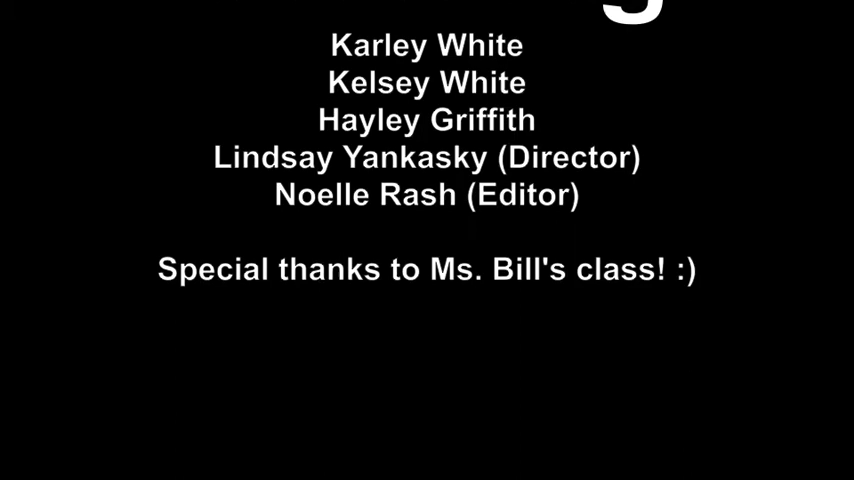 Karley White
Kelsey White
Hayley Griffith
Lindsay Yankasky (Director)
Noelle Rash (Editor)
Special thanks to Ms. Bill's class! :)